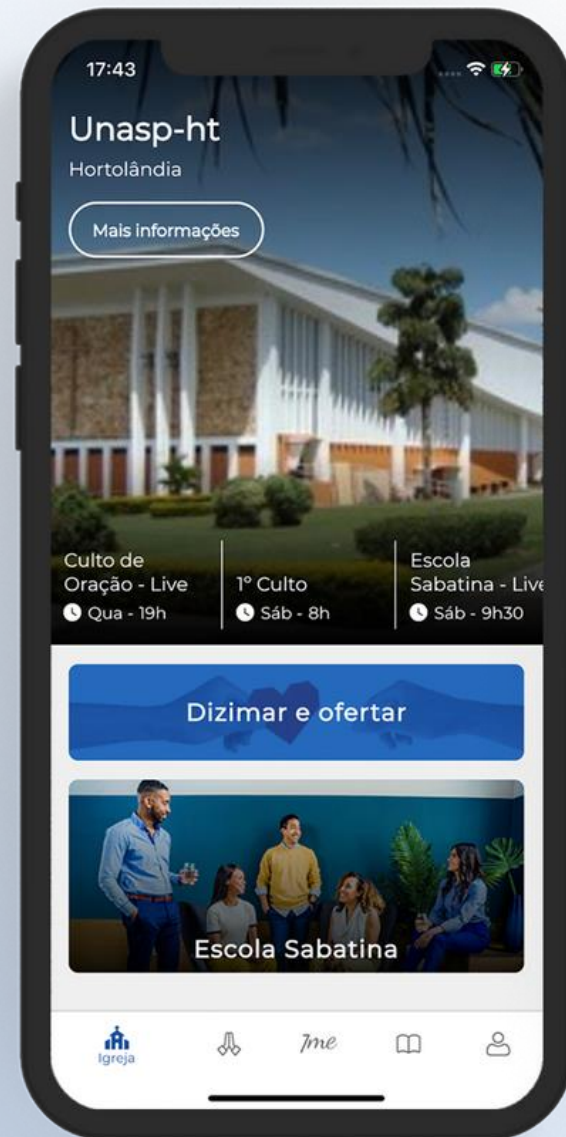 17:43
Unasp-ht
Hortolândia
Mais informações
Culto de
Oração - Live
Qua - 19h
1º Culto
Sáb - 8h
Escola
Sabatina - Live
Sáb - 9h30
Dizimar e ofertar
Escola Sabatina
7me
Igreja